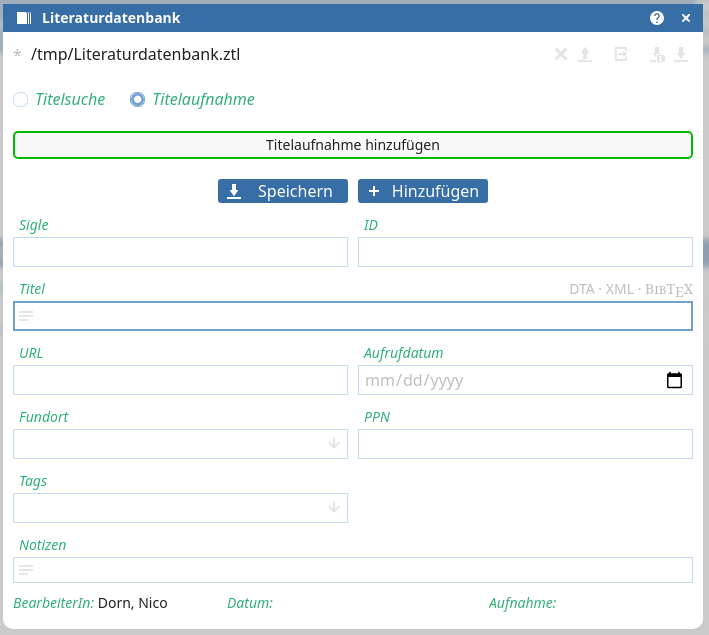 Literaturdatenbank
* /tmp/Literaturdatenbank.ztl
Titelsuche Titelaufnahme
Titelaufnahme hinzufügen
Speichern + Hinzufügen
Sigle ID
Titel DTA · XML · BIBTEX
URL Aufrufdatum
mm/dd/yyyy
Fundort PPN
Tags
Notizen
BearbeiterIn: Dorn, Nico Datum: Aufnahme: